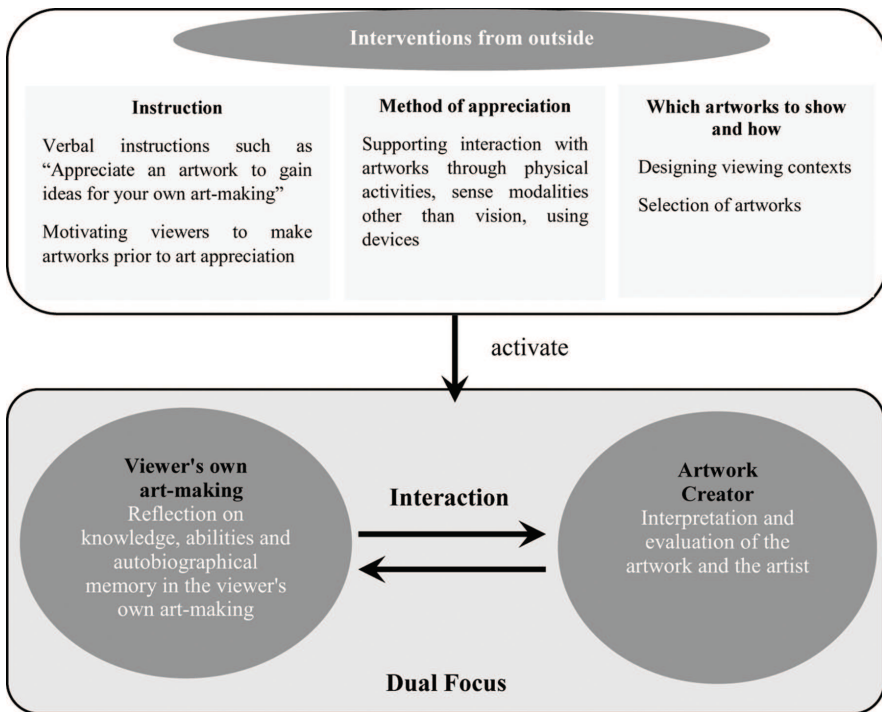 Interventions from outside
Instruction
Verbal instructions such as
“Appreciate an artwork to gain
ideas for your own art-making”
Motivating viewers to make
artworks prior to art appreciation
Method of appreciation
Supporting interaction with
artworks through physical
activities, sense modalities
other than vision, using
devices
Which artworks to show
and how
Designing viewing contexts
Selection of artworks
activate
Viewer's own
art-making
Reflection on
knowledge, abilities and
autobiographical
memory in the viewer's
own art-making
Interaction
Artwork
Creator
Interpretation and
evaluation of the
artwork and the artist
Dual Focus